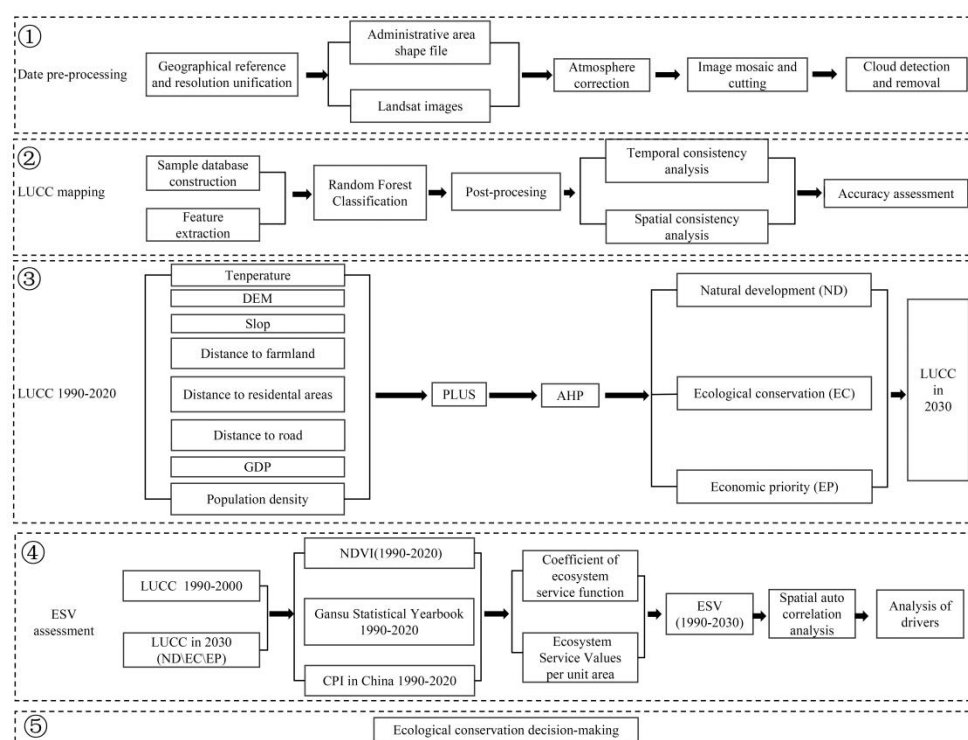 ①
Date pre-processing
Geographical reference
and resolution unification
Administrative area
shape file
Landsat images
Atmosphere
correction
Image mosaic and
cutting
Cloud detection
and removal
②
LUCC mapping
Sample database
construction
Feature
extraction
Random Forest
Classification
Post-procesing
Temporal consistency
analysis
Spatial consistency
analysis
Accuracy assessment
③
LUCC 1990-2020
Tenperature
DEM
Slop
Distance to farmland
Distance to residental areas
Distance to road
GDP
Population density
PLUS
AHP
Natural development (ND)
Ecological conservation (EC)
Economic priority (EP)
LUCC
in
2030
④
ESV
assessment
LUCC 1990-2000
LUCC in 2030
(ND\EC\EP)
NDVI(1990-2020)
Gansu Statistical Yearbook
1990-2020
CPI in China 1990-2020
Coefficient of
ecosystem
service function
Ecosystem
Service Values
per unit area
ESV
(1990-2030)
Spatial auto
correlation
analysis
Analysis of
drivers
⑤
Ecological conservation decision-making